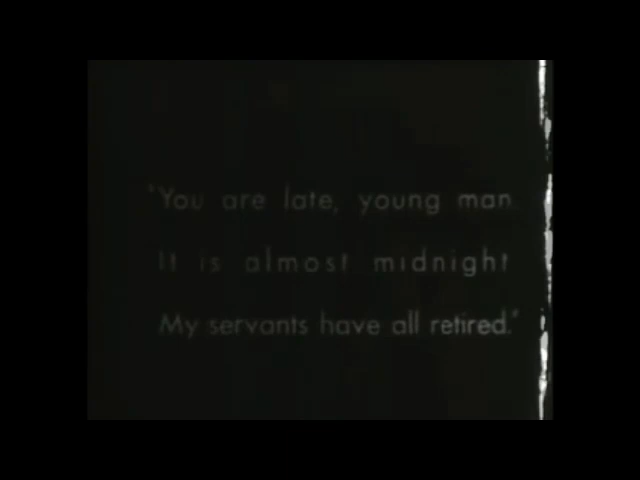 "You are late, young man.
It is almost midnight
My servants have all retired."